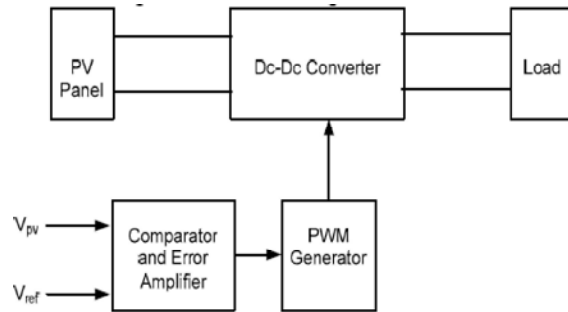 PV
Panel
Dc-Dc Converter
Load
Vpv
Comparator
and Error
Amplifier
PWM
Generator
Vref